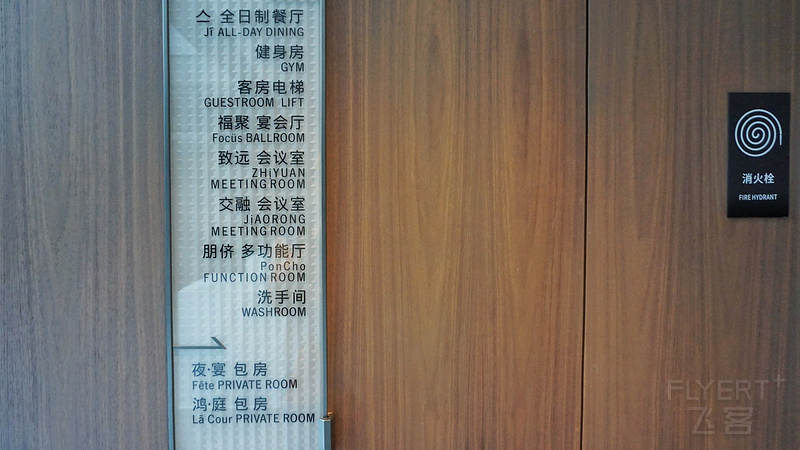 亼 全日制餐厅
Jī ALL-DAY DINING
健身房
GYM
客房电梯
GUESTROOM LIFT
福聚 宴会厅
Focüs BALLROOM
致远 会议室
ZHiYUAN
MEETING ROOM
交融 会议室
JiAORONG
MEETING ROOM
朋侪 多功能厅
PonCho
FUNCTION ROOM
洗手间
WASHROOM
夜·宴 包房
Fête PRIVATE ROOM
鸿·庭 包房
Lā Cour PRIVATE ROOM
消火栓
FIRE HYDRANT
FLYERT+
飞客